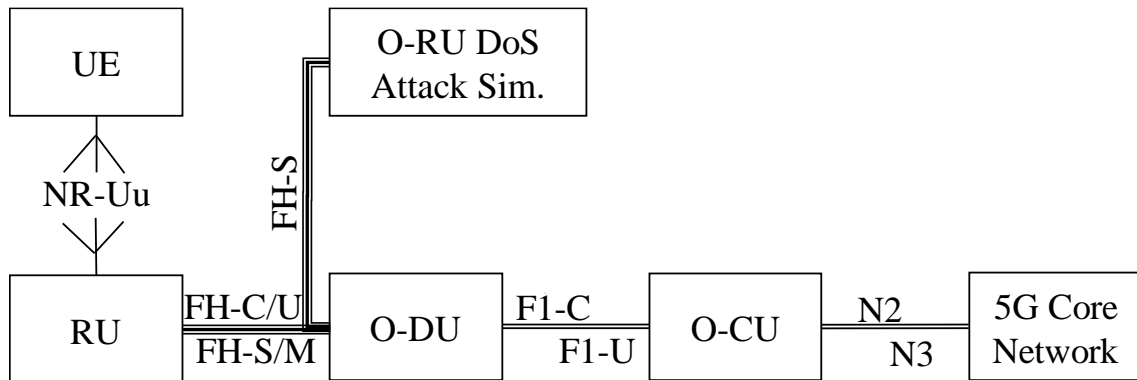 UE
O-RU DoS
Attack Sim.
FH-S
NR-Uu
RU
FH-C/U
FH-S/M
O-DU
F1-C
F1-U
O-CU
N2
N3
5G Core
Network